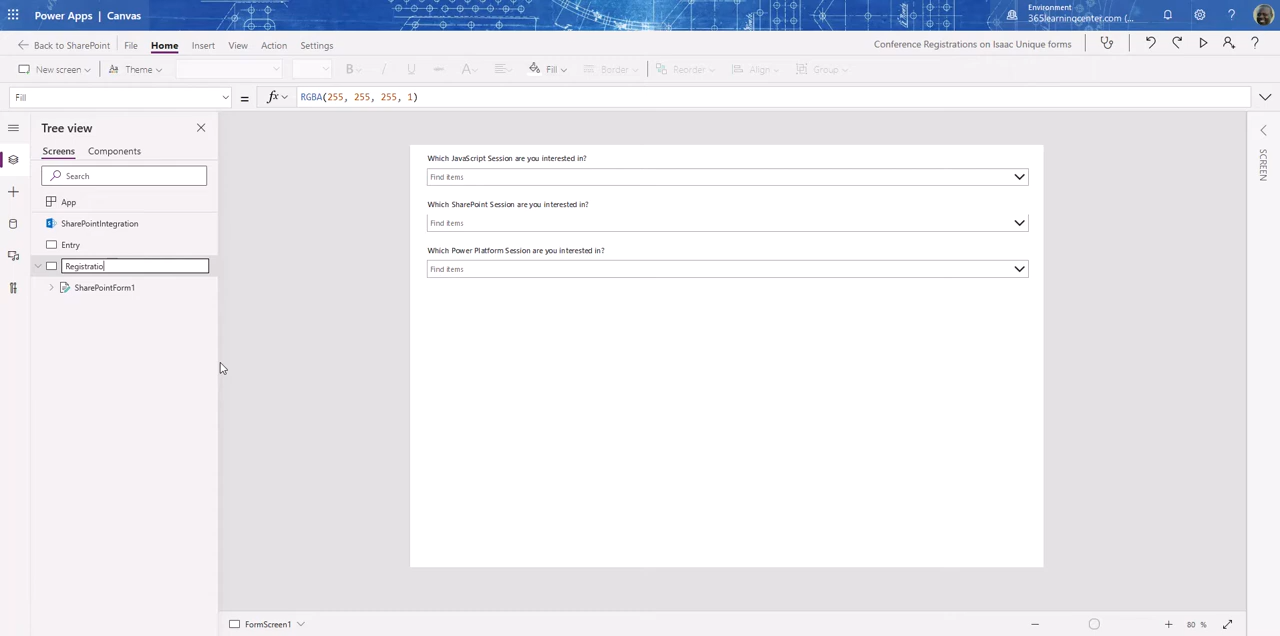 Power Apps | Canvas
Environment
365learningcenter.com (...
Back to SharePoint File Home Insert View Action Settings
Conference Registrations on Isaac Unique forms
New screen Theme B I U A Fill Border Reorder Align Group
Fill = fx RGBA(255, 255, 255, 1)
Tree view
Screens Components
Search
App
SharePointIntegration
Entry
Registratio
SharePointForm1
Which JavaScript Session are you interested in?
Find items
Which SharePoint Session are you interested in?
Find items
Which Power Platform Session are you interested in?
Find items
SCREEN
FormScreen1
80 %